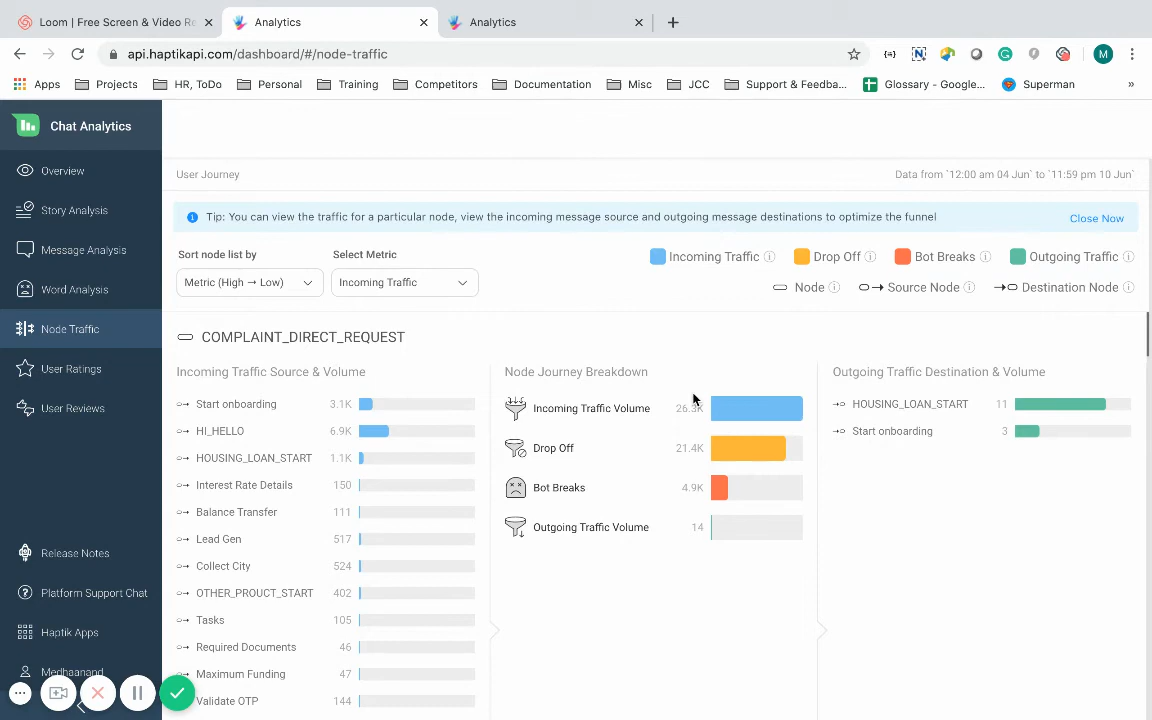 Loom | Free Screen & Video Re
Analytics
Analytics
api.haptikapi.com/dashboard/#/node-traffic
M
Apps
Projects
HR, ToDo
Personal
Training
Competitors
Documentation
Misc
JCC
Support & Feedba...
Glossary - Google...
Superman
»
Chat Analytics
Overview
Story Analysis
Message Analysis
Word Analysis
Node Traffic
User Ratings
User Reviews
Release Notes
Platform Support Chat
Haptik Apps
Medhaanand
User Journey
Data from `12:00 am 04 Jun` to `11:59 pm 10 Jun`
Tip: You can view the traffic for a particular node, view the incoming message source and outgoing message destinations to optimize the funnel
Close Now
Sort node list by
Select Metric
Metric (High → Low)
Incoming Traffic
Incoming Traffic
Drop Off
Bot Breaks
Outgoing Traffic
Node
Source Node
Destination Node
COMPLAINT_DIRECT_REQUEST
Incoming Traffic Source & Volume
Start onboarding 3.1K
HI_HELLO 6.9K
HOUSING_LOAN_START 1.1K
Interest Rate Details 150
Balance Transfer 111
Lead Gen 517
Collect City 524
OTHER_PROUCT_START 402
Tasks 105
Required Documents 46
Maximum Funding 47
Validate OTP 144
Node Journey Breakdown
Incoming Traffic Volume 26.3K
Drop Off 21.4K
Bot Breaks 4.9K
Outgoing Traffic Volume 14
Outgoing Traffic Destination & Volume
HOUSING_LOAN_START 11
Start onboarding 3